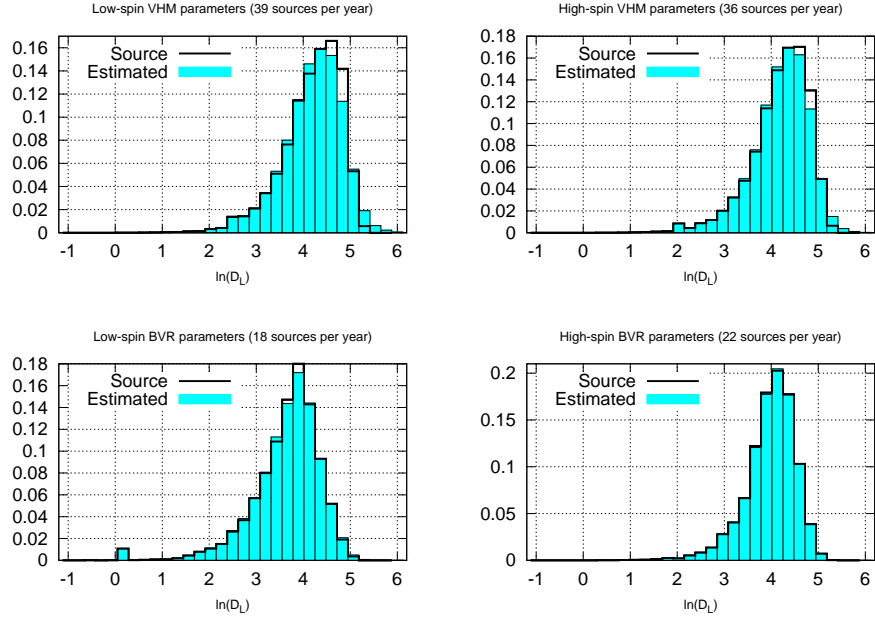 Low-spin VHM parameters (39 sources per year)
0.16
0.14
0.12
0.1
0.08
0.06
0.04
0.02
0
Source
Estimated
-1 0 1 2 3 4 5 6
ln(D_L)
High-spin VHM parameters (36 sources per year)
0.18
0.16
0.14
0.12
0.1
0.08
0.06
0.04
0.02
0
Source
Estimated
-1 0 1 2 3 4 5 6
ln(D_L)
Low-spin BVR parameters (18 sources per year)
0.18
0.16
0.14
0.12
0.1
0.08
0.06
0.04
0.02
0
Source
Estimated
-1 0 1 2 3 4 5 6
ln(D_L)
High-spin BVR parameters (22 sources per year)
0.2
0.15
0.1
0.05
0
Source
Estimated
-1 0 1 2 3 4 5 6
ln(D_L)